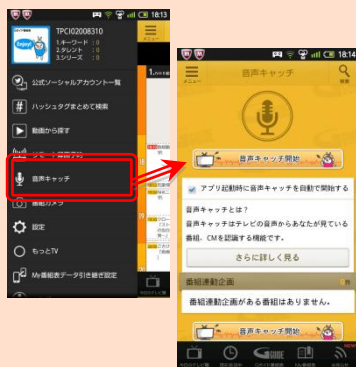 18:13
TPCI02008310
1.キーワード : 0
2.タレント : 0
3.シリーズ : 0
メニュー
公式ソーシャルアカウント一覧
# ハッシュタグまとめて検索
動画から探す
音声キャッチ
番組カメラ
設定
もっとTV
My番組表データ引き継ぎ設定
18:14
メニュー
音声キャッチ
検索
音声キャッチ開始
アプリ起動時に音声キャッチを自動で開始する
音声キャッチとは？
音声キャッチはテレビの音声からあなたが見ている
番組、CMを認識する機能です。
さらに詳しく見る
番組連動企画
番組連動企画がある番組はありません。
音声キャッチ開始
GGUIDE